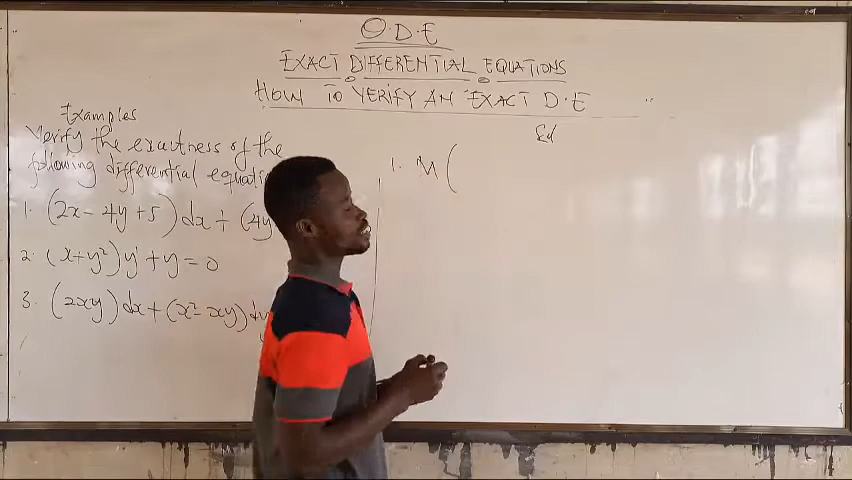 O.D.E
EXACT DIFFERENTIAL EQUATIONS
HOW TO VERIFY AN EXACT D.E
Examples
Verify the exactness of the
following differential
1. (2x - 4y + 5)dx + (4y
2. (x+y²)y' + y = 0
3. (2xy)dx + (x² - xy)dy
Sol
1. M(